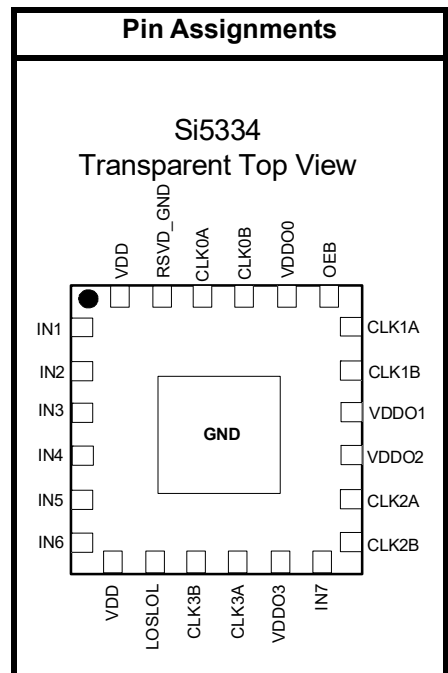 Pin Assignments
Si5334
Transparent Top View
VDD
RSVD_GND
CLK0A
CLK0B
VDDO0
OEB
IN1
IN2
IN3
IN4
IN5
IN6
GND
CLK1A
CLK1B
VDDO1
VDDO2
CLK2A
CLK2B
VDD
LOSLOL
CLK3B
CLK3A
VDDO3
IN7